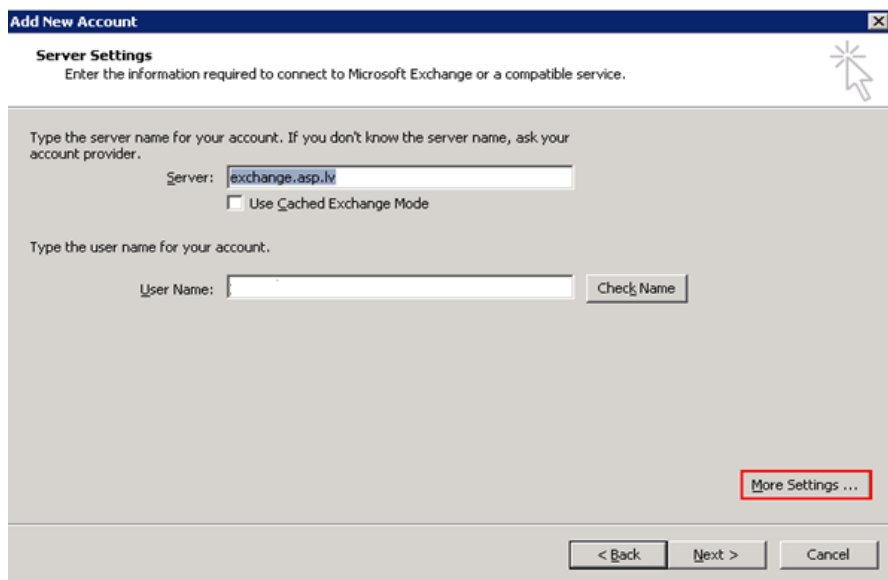 Add New Account
Server Settings
Enter the information required to connect to Microsoft Exchange or a compatible service.
Type the server name for your account. If you don't know the server name, ask your
account provider.
Server: exchange.asp.lv
Use Cached Exchange Mode
Type the user name for your account.
User Name: Check Name
More Settings ...
< Back Next > Cancel